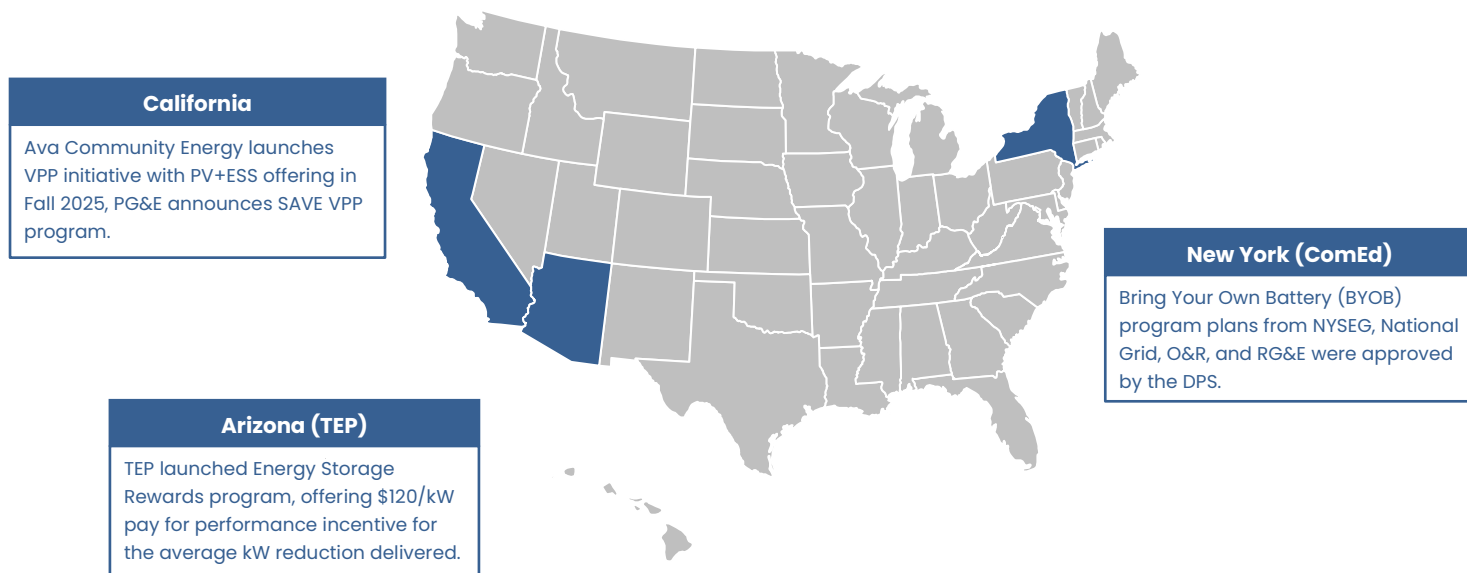 California
Ava Community Energy launches
VPP initiative with PV+ESS offering in
Fall 2025, PG&E announces SAVE VPP
program.
New York (ComEd)
Bring Your Own Battery (BYOB)
program plans from NYSEG, National
Grid, O&R, and RG&E were approved
by the DPS.
Arizona (TEP)
TEP launched Energy Storage
Rewards program, offering $120/kW
pay for performance incentive for
the average kW reduction delivered.